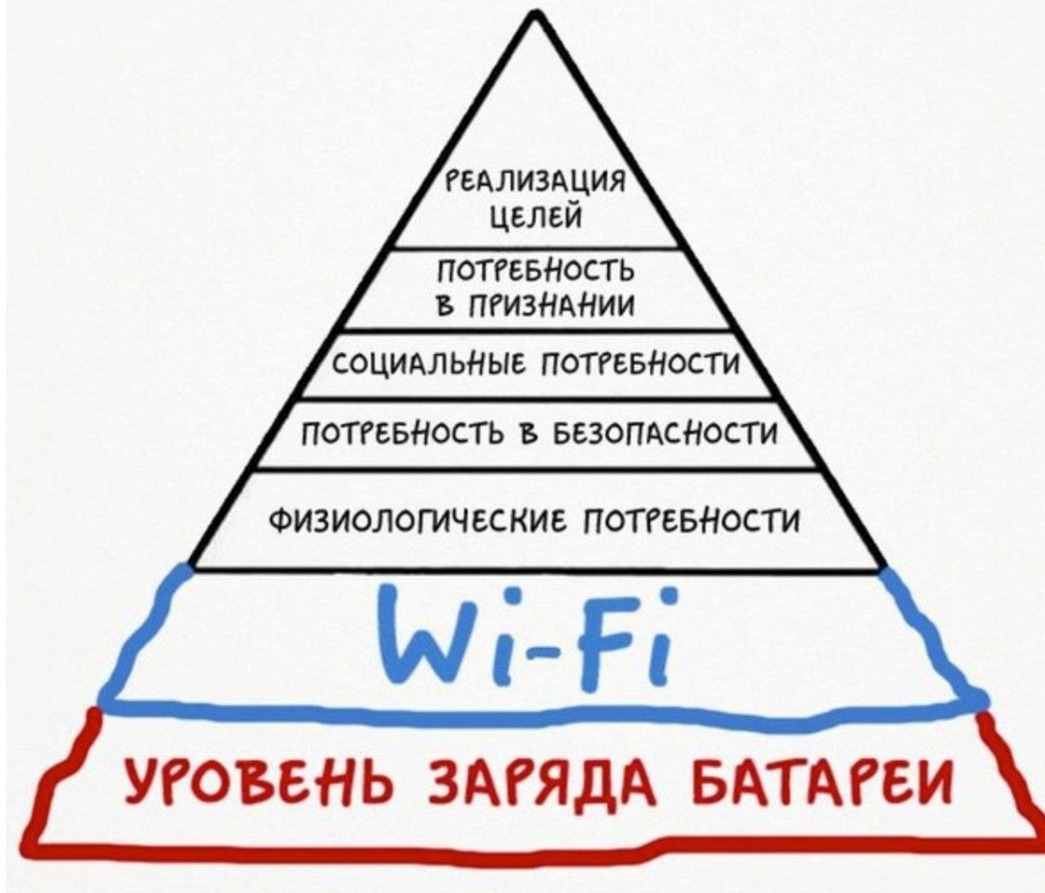 РЕАЛИЗАЦИЯ
ЦЕЛЕЙ
ПОТРЕБНОСТЬ
В ПРИЗНАНИИ
СОЦИАЛЬНЫЕ ПОТРЕБНОСТИ
ПОТРЕБНОСТЬ В БЕЗОПАСНОСТИ
ФИЗИОЛОГИЧЕСКИЕ ПОТРЕБНОСТИ
Wi-Fi
УРОВЕНЬ ЗАРЯДА БАТАРЕИ